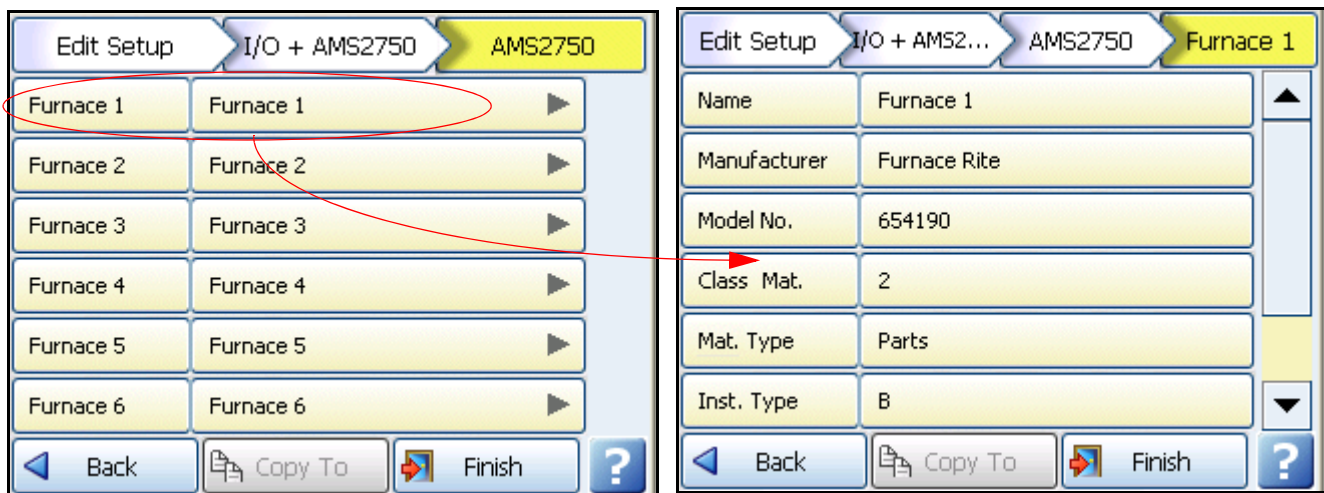 Edit Setup I/O + AMS2750 AMS2750
Furnace 1 Furnace 1
Furnace 2 Furnace 2
Furnace 3 Furnace 3
Furnace 4 Furnace 4
Furnace 5 Furnace 5
Furnace 6 Furnace 6
Back Copy To Finish ?
Edit Setup I/O + AMS2... AMS2750 Furnace 1
Name Furnace 1
Manufacturer Furnace Rite
Model No. 654190
Class Mat. 2
Mat. Type Parts
Inst. Type B
Back Copy To Finish ?